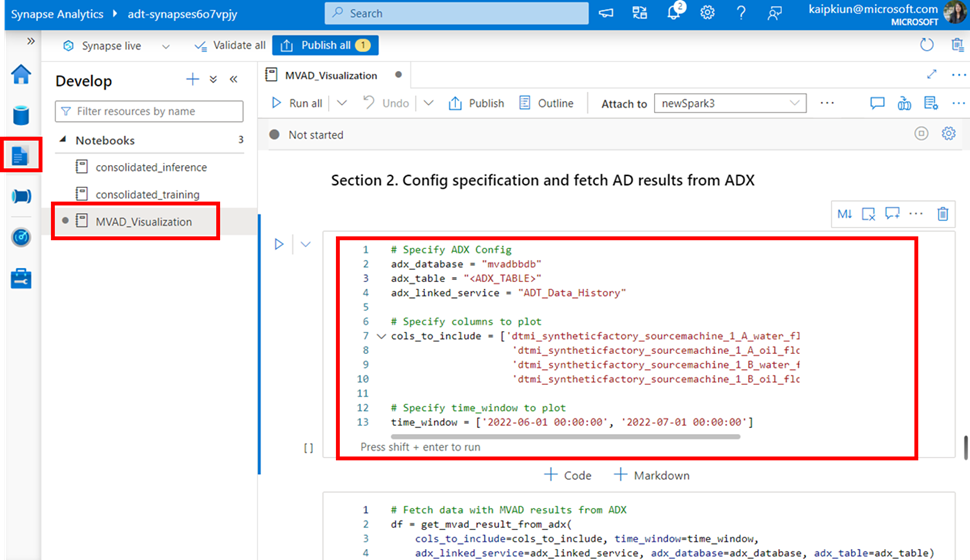 Synapse Analytics
adt-synapses6o7vpjy
Search
2
?
kaipkiun@microsoft.com
MICROSOFT
Synapse live
Validate all
Publish all 1
Develop
Filter resources by name
Notebooks 3
consolidated_inference
consolidated_training
MVAD_Visualization
MVAD_Visualization
Run all
Undo
Publish
Outline
Attach to
newSpark3
Not started
Section 2. Config specification and fetch AD results from ADX
M↓
1 # Specify ADX Config
2 adx_database = "mvadbbdb"
3 adx_table = "<ADX_TABLE>"
4 adx_linked_service = "ADT_Data_History"
5
6 # Specify columns to plot
7 cols_to_include = ['dtmi_syntheticfactory_sourcemachine_1_A_water_fl
8 'dtmi_syntheticfactory_sourcemachine_1_A_oil_flo
9 'dtmi_syntheticfactory_sourcemachine_1_B_water_f
10 'dtmi_syntheticfactory_sourcemachine_1_B_oil_flo
11
12 # Specify time_window to plot
13 time_window = ['2022-06-01 00:00:00', '2022-07-01 00:00:00']
[ ]
Press shift + enter to run
+ Code
+ Markdown
1 # Fetch data with MVAD results from ADX
2 df = get_mvad_result_from_adx(
3 cols_to_include=cols_to_include, time_window=time_window,
4 adx_linked_service=adx_linked_service, adx_database=adx_database, adx_table=adx_table)